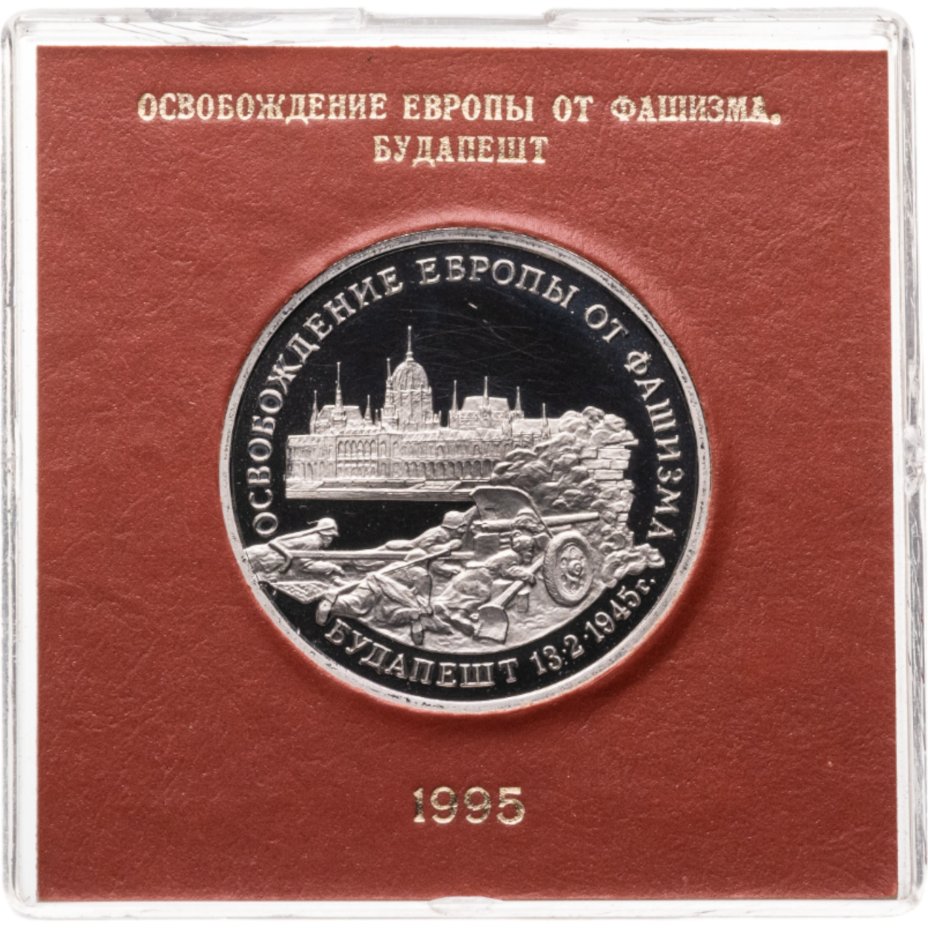 ОСВОБОЖДЕНИЕ ЕВРОПЫ ОТ ФАШИЗМА.
БУДАПЕШТ
ОСВОБОЖДЕНИЕ ЕВРОПЫ ОТ ФАШИЗМА
БУДАПЕШТ 13·2·1945г.
1995